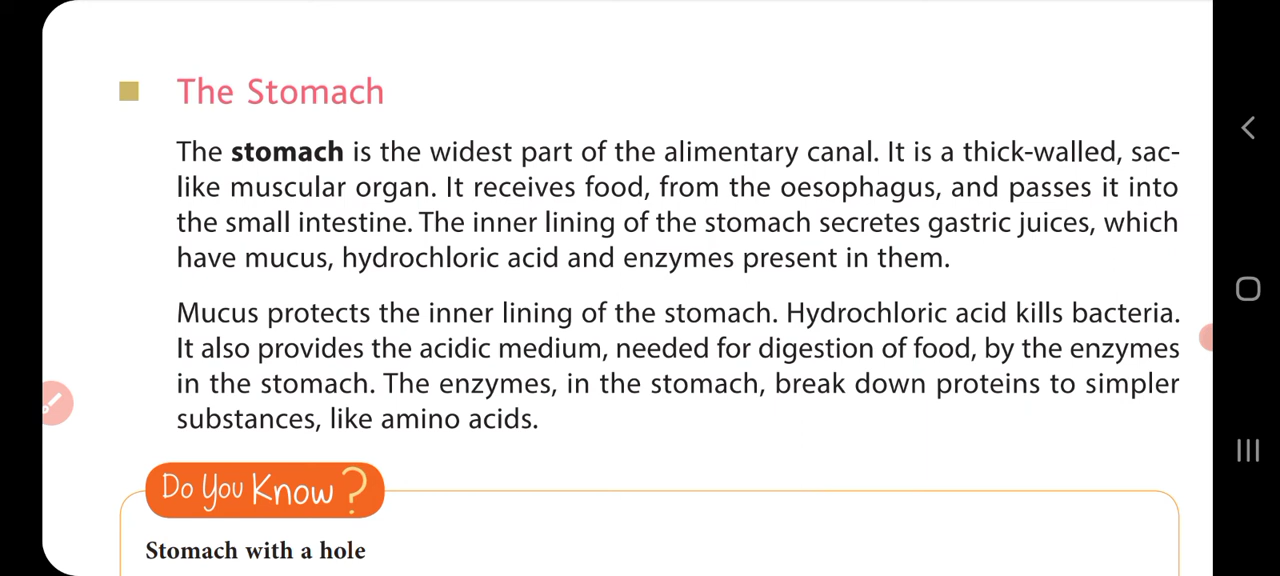 The Stomach
The stomach is the widest part of the alimentary canal. It is a thick-walled, sac-
like muscular organ. It receives food, from the oesophagus, and passes it into
the small intestine. The inner lining of the stomach secretes gastric juices, which
have mucus, hydrochloric acid and enzymes present in them.
Mucus protects the inner lining of the stomach. Hydrochloric acid kills bacteria.
It also provides the acidic medium, needed for digestion of food, by the enzymes
in the stomach. The enzymes, in the stomach, break down proteins to simpler
substances, like amino acids.
Do You Know?
Stomach with a hole